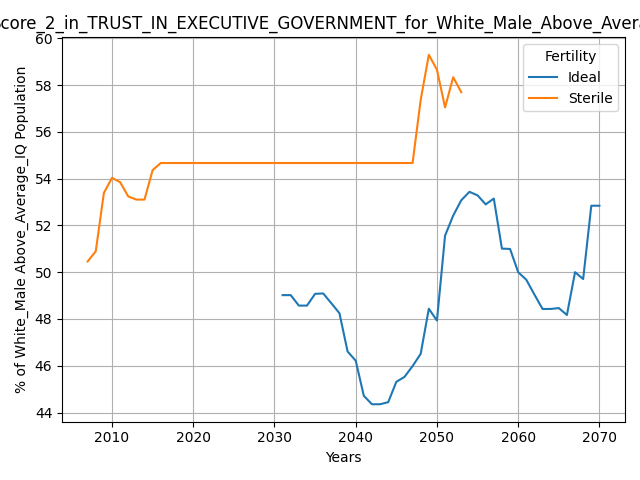 core_2_in_TRUST_IN_EXECUTIVE_GOVERNMENT_for_White_Male_Above_Avera
% of White_Male Above_Average_IQ Population
60
58
56
54
52
50
48
46
44
Fertility
Ideal
Sterile
2010 2020 2030 2040 2050 2060 2070
Years